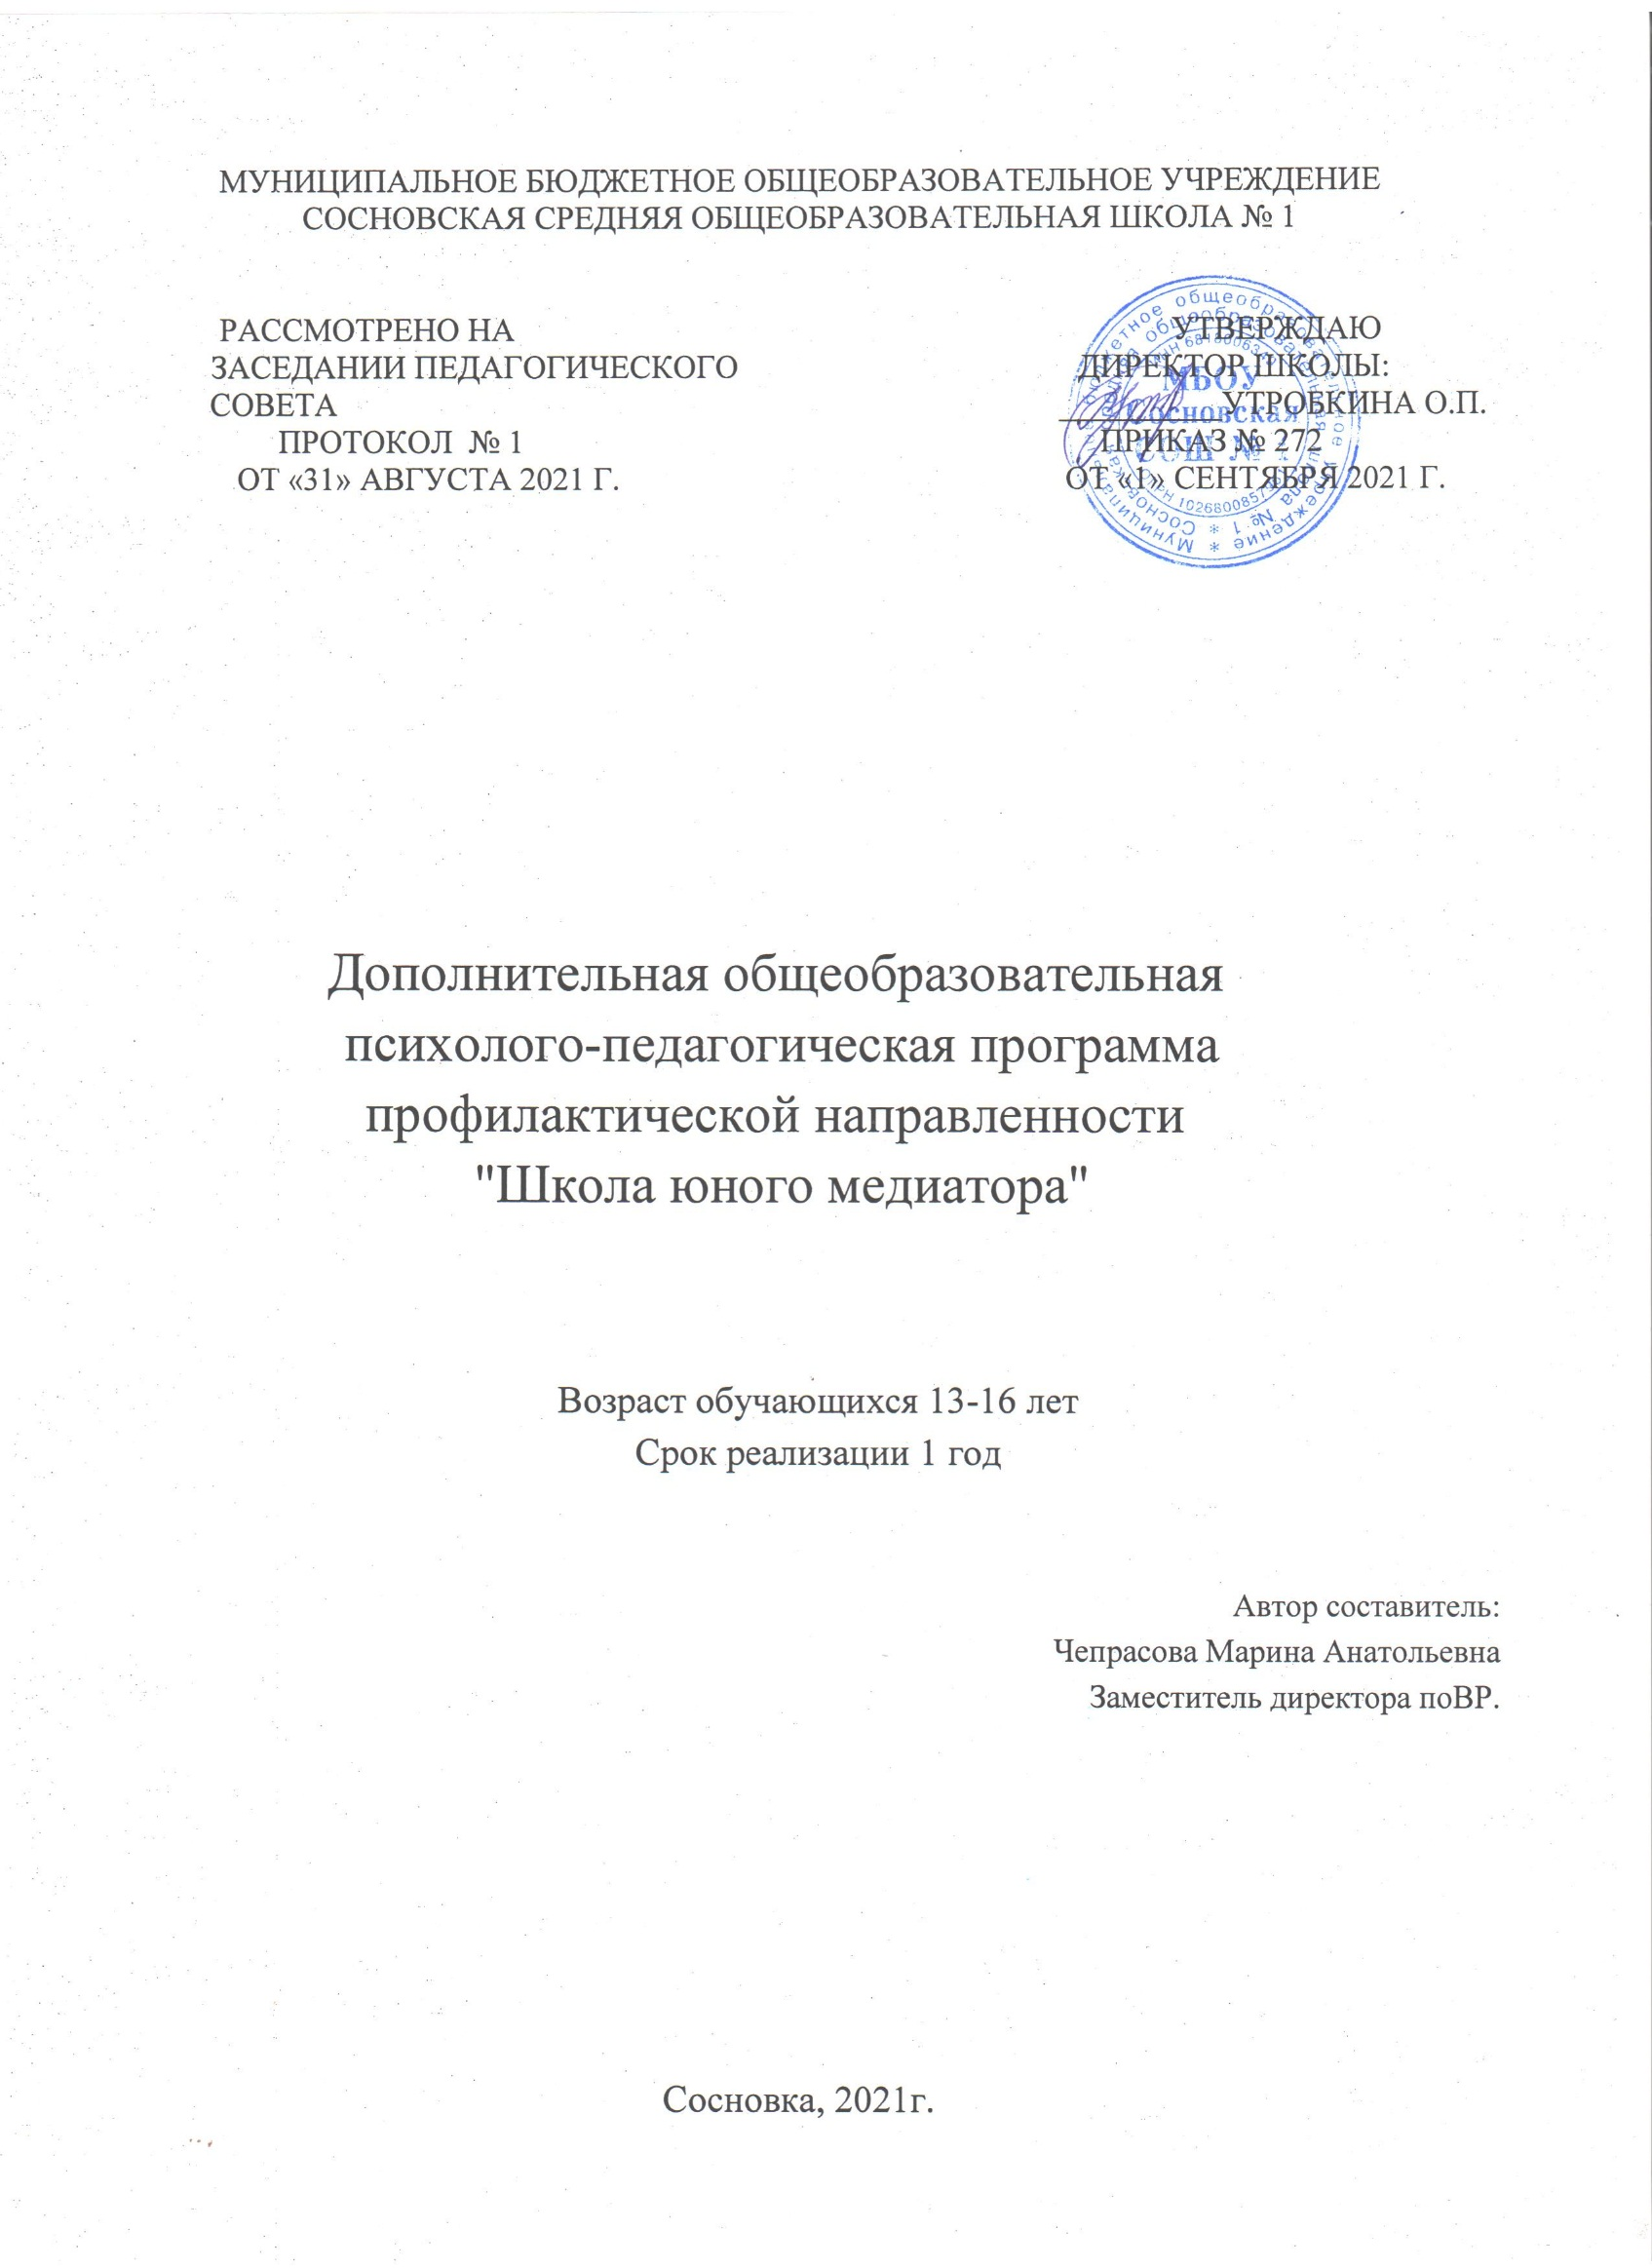 МУНИЦИПАЛЬНОЕ БЮДЖЕТНОЕ ОБЩЕОБРАЗОВАТЕЛЬНОЕ УЧРЕЖДЕНИЕ
СОСНОВСКАЯ СРЕДНЯЯ ОБЩЕОБРАЗОВАТЕЛЬНАЯ ШКОЛА № 1
РАССМОТРЕНО НА
ЗАСЕДАНИИ ПЕДАГОГИЧЕСКОГО
СОВЕТА
ПРОТОКОЛ № 1
ОТ «31» АВГУСТА 2021 Г.
УТВЕРЖДАЮ
ДИРЕКТОР ШКОЛЫ:
УТРОБКИНА О.П.
ПРИКАЗ № 272
ОТ «1» СЕНТЯБРЯ 2021 Г.
МБОУ
Сосновская
СОШ №
Дополнительная общеобразовательная
психолого-педагогическая программа
профилактической направленности
"Школа юного медиатора"
Возраст обучающихся 13-16 лет
Срок реализации 1 год
Автор составитель:
Чепрасова Марина Анатольевна
Заместитель директора поВР.
Сосновка, 2021г.